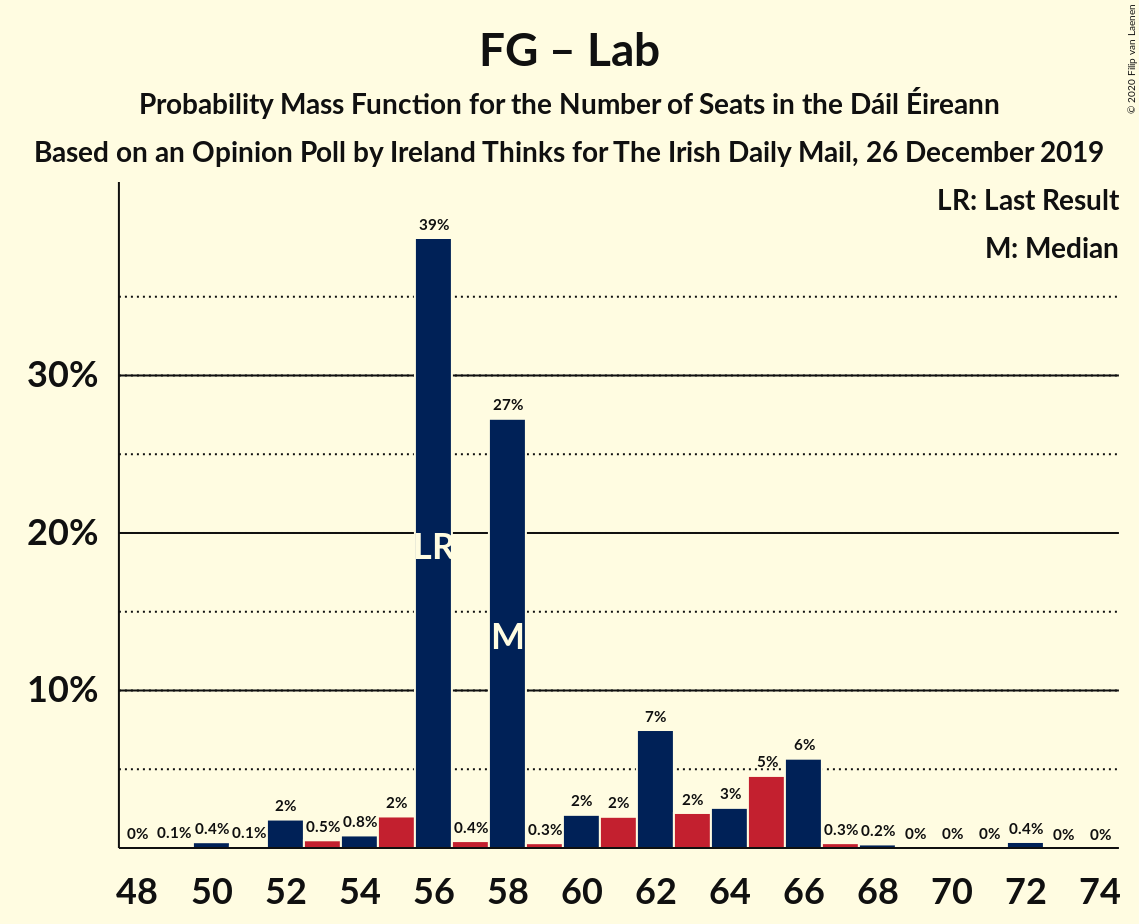 FG – Lab
Probability Mass Function for the Number of Seats in the Dáil Éireann
Based on an Opinion Poll by Ireland Thinks for The Irish Daily Mail, 26 December 2019
© 2020 Filip van Laenen
LR: Last Result
M: Median
30%
20%
10%
0% 0.1% 0.4% 0.1% 2% 0.5% 0.8% 2% 39% 0.4% 27% 0.3% 2% 2% 7% 2% 3% 5% 6% 0.3% 0.2% 0% 0% 0% 0.4% 0% 0%
LR
M
48 50 52 54 56 58 60 62 64 66 68 70 72 74